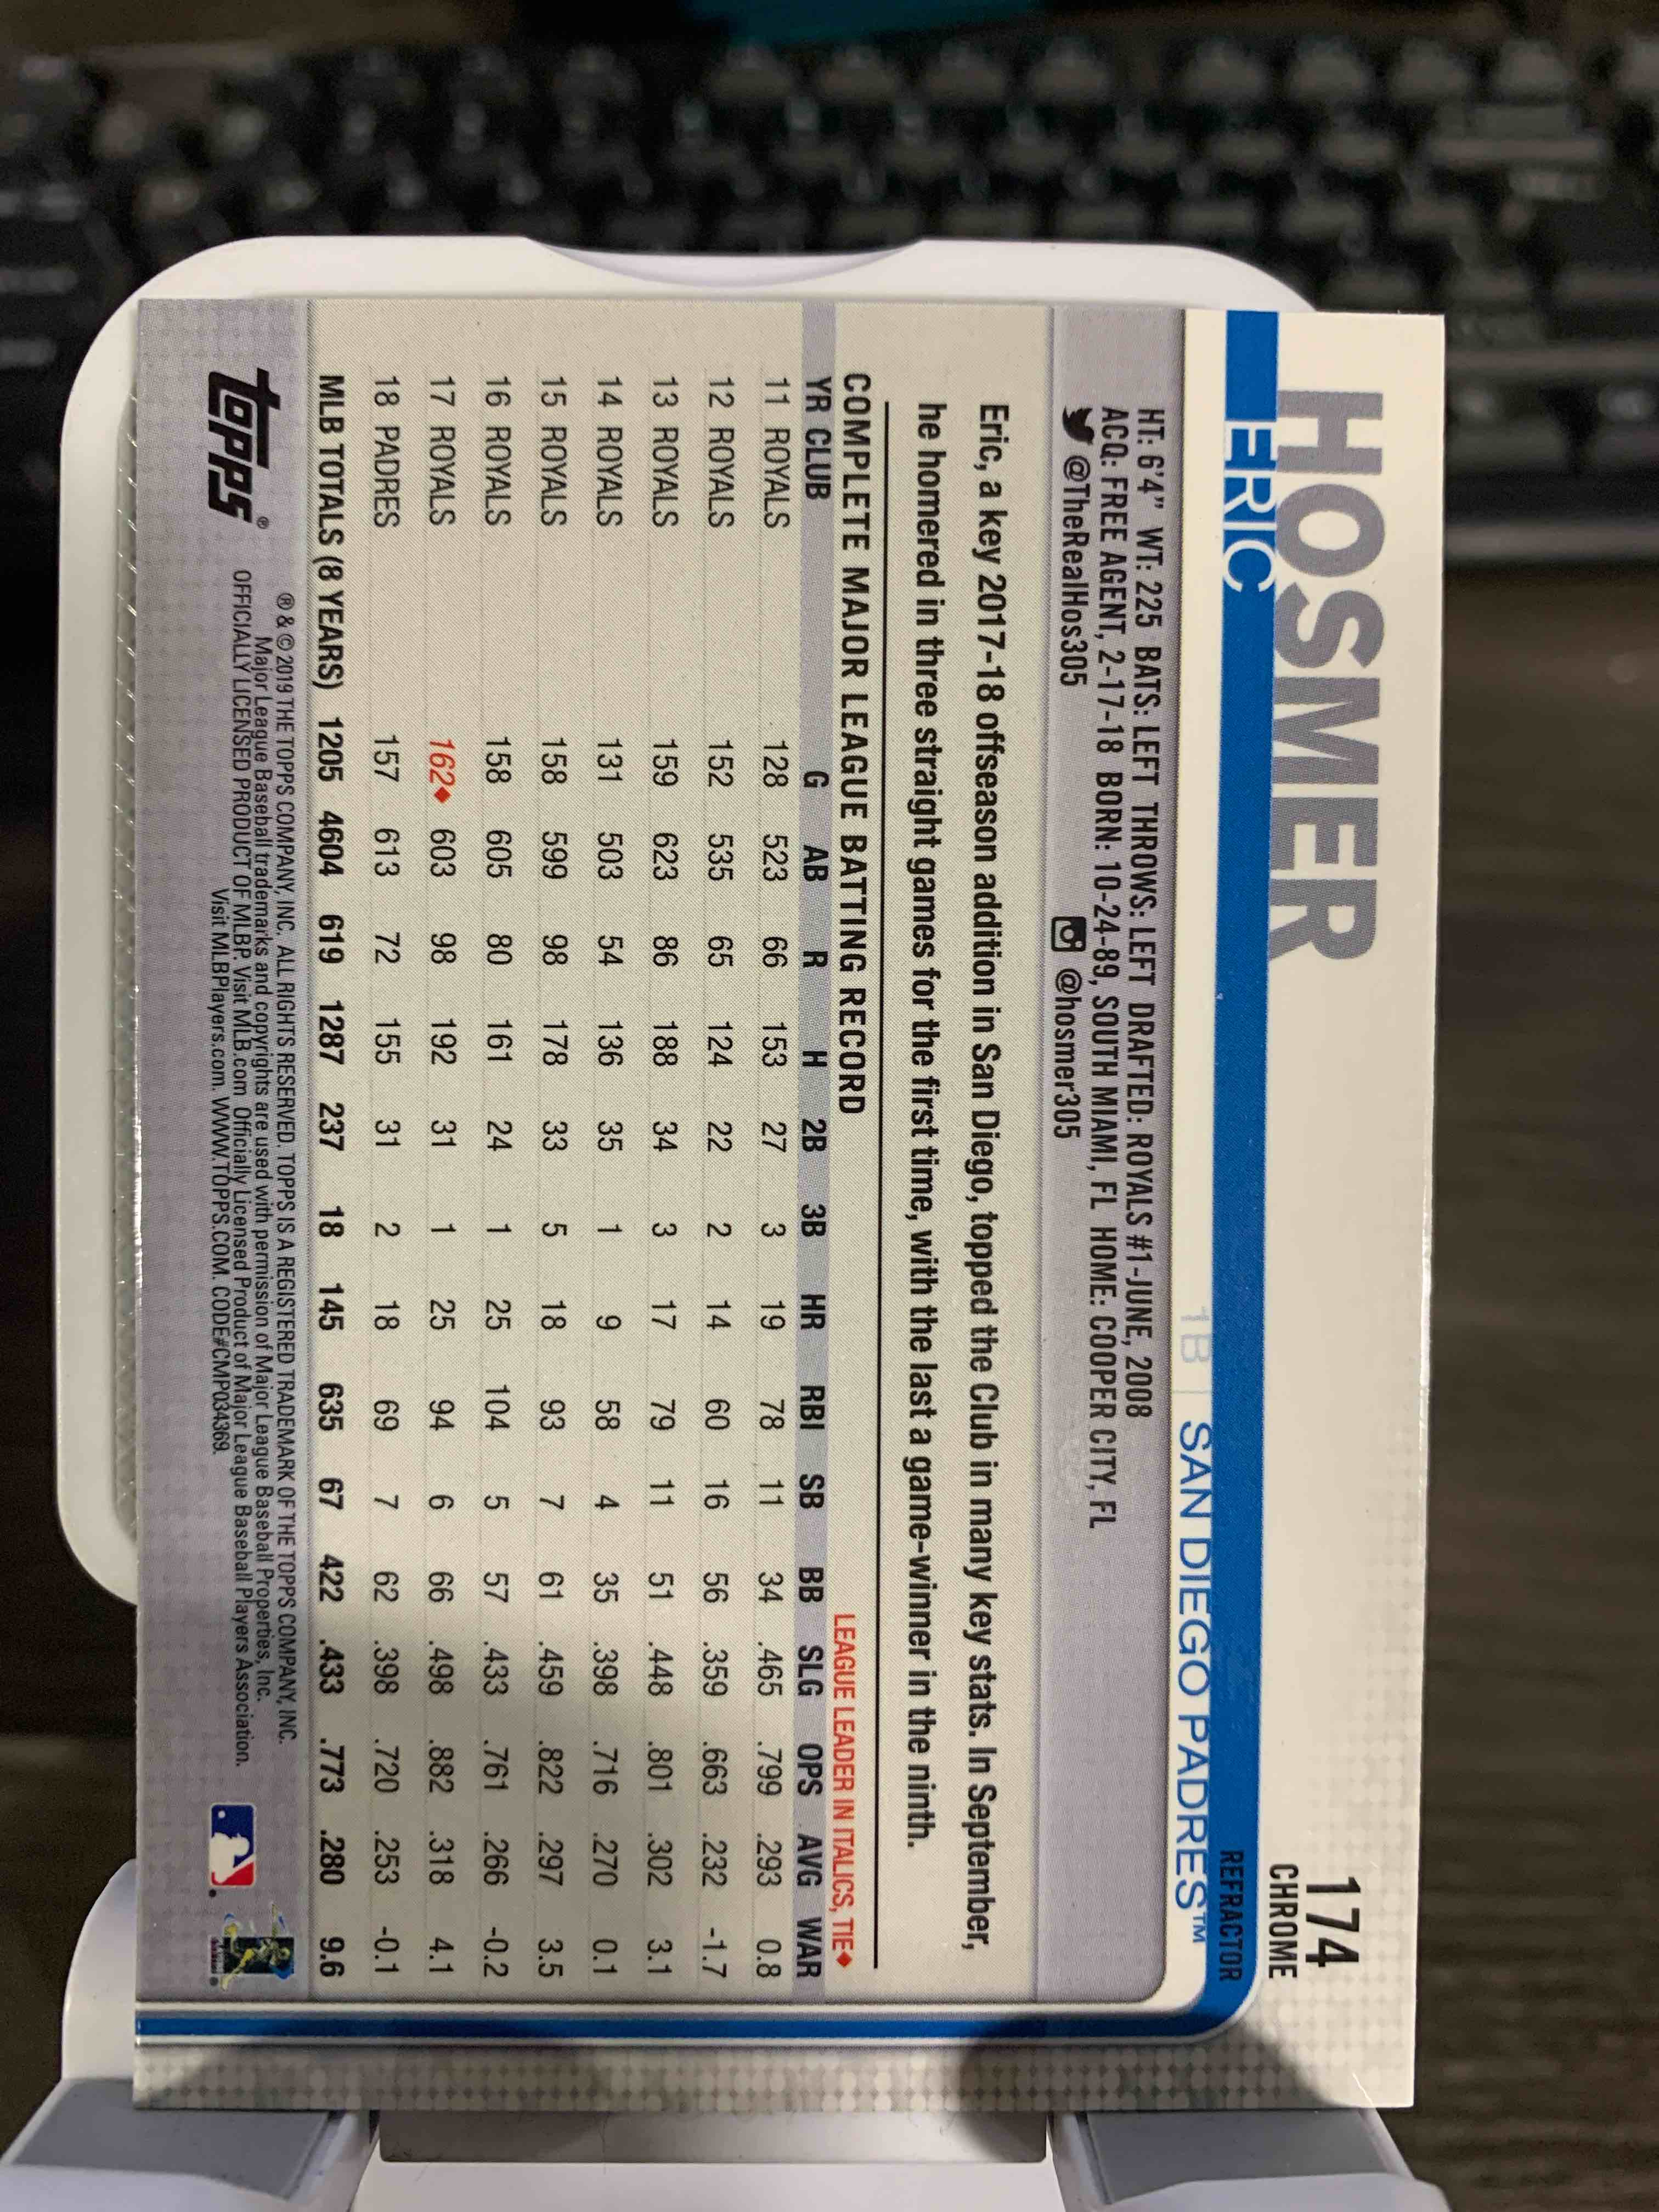 174
CHROME
HOSMER
ERIC
REFRACTOR
1B | SAN DIEGO PADRES™
HT: 6'4" WT: 225 BATS: LEFT THROWS: LEFT DRAFTED: ROYALS #1-JUNE, 2008
ACQ: FREE AGENT, 2-17-18 BORN: 10-24-89, SOUTH MIAMI, FL HOME: COOPER CITY, FL
@TheRealHos305 @hosmer305
Eric, a key 2017-18 offseason addition in San Diego, topped the Club in many key stats. In September,
he homered in three straight games for the first time, with the last a game-winner in the ninth.
COMPLETE MAJOR LEAGUE BATTING RECORD LEAGUE LEADER IN ITALICS, TIE♦
YR CLUB G AB R H 2B 3B HR RBI SB BB SLG OPS AVG WAR
11 ROYALS 128 523 66 153 27 3 19 78 11 34 .465 .799 .293 0.8
12 ROYALS 152 535 65 124 22 2 14 60 16 56 .359 .663 .232 -1.7
13 ROYALS 159 623 86 188 34 3 17 79 11 51 .448 .801 .302 3.1
14 ROYALS 131 503 54 136 35 1 9 58 4 35 .398 .716 .270 0.1
15 ROYALS 158 599 98 178 33 5 18 93 7 61 .459 .822 .297 3.5
16 ROYALS 158 605 80 161 24 1 25 104 5 57 .433 .761 .266 -0.2
17 ROYALS 162♦ 603 98 192 31 1 25 94 6 66 .498 .882 .318 4.1
18 PADRES 157 613 72 155 31 2 18 69 7 62 .398 .720 .253 -0.1
MLB TOTALS (8 YEARS) 1205 4604 619 1287 237 18 145 635 67 422 .433 .773 .280 9.6
topps®
® & © 2019 THE TOPPS COMPANY, INC. ALL RIGHTS RESERVED. TOPPS IS A REGISTERED TRADEMARK OF THE TOPPS COMPANY, INC.
Major League Baseball trademarks and copyrights are used with permission of Major League Baseball Properties, Inc.
OFFICIALLY LICENSED PRODUCT OF MLBP. Visit MLB.com Officially Licensed Product of Major League Baseball Players Association.
Visit MLBPlayers.com. WWW.TOPPS.COM. CODE#CMP034369.